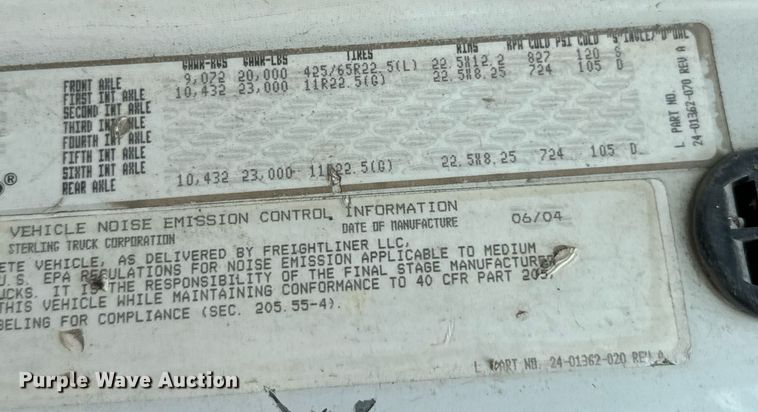 GAWR-KGS GAWR-LBS TIRES RIMS KPA COLD PSI COLD "S"INGLE/"D"UAL
FRONT AXLE 9,072 20,000 425/65R22.5(L) 22.5X12.2 827 120 S
FIRST INT AXLE 10,432 23,000 11R22.5(G) 22.5X8.25 724 105 D
SECOND INT AXLE
THIRD INT AXLE
FOURTH INT AXLE
FIFTH INT AXLE
SIXTH INT AXLE
REAR AXLE 10,432 23,000 11R22.5(G) 22.5X8.25 724 105 D
L PART NO.
24-01362-070 REV A
®
VEHICLE NOISE EMISSION CONTROL INFORMATION
STERLING TRUCK CORPORATION DATE OF MANUFACTURE 06/04
ETE VEHICLE, AS DELIVERED BY FREIGHTLINER LLC,
U.S. EPA REGULATIONS FOR NOISE EMISSION APPLICABLE TO MEDIUM
UCKS. IT IS THE RESPONSIBILITY OF THE FINAL STAGE MANUFACTURER
THIS VEHICLE WHILE MAINTAINING CONFORMANCE TO 40 CFR PART 205
BELING FOR COMPLIANCE (SEC. 205.55-4).
L PART NO. 24-01362-020 REV A
Purple Wave Auction